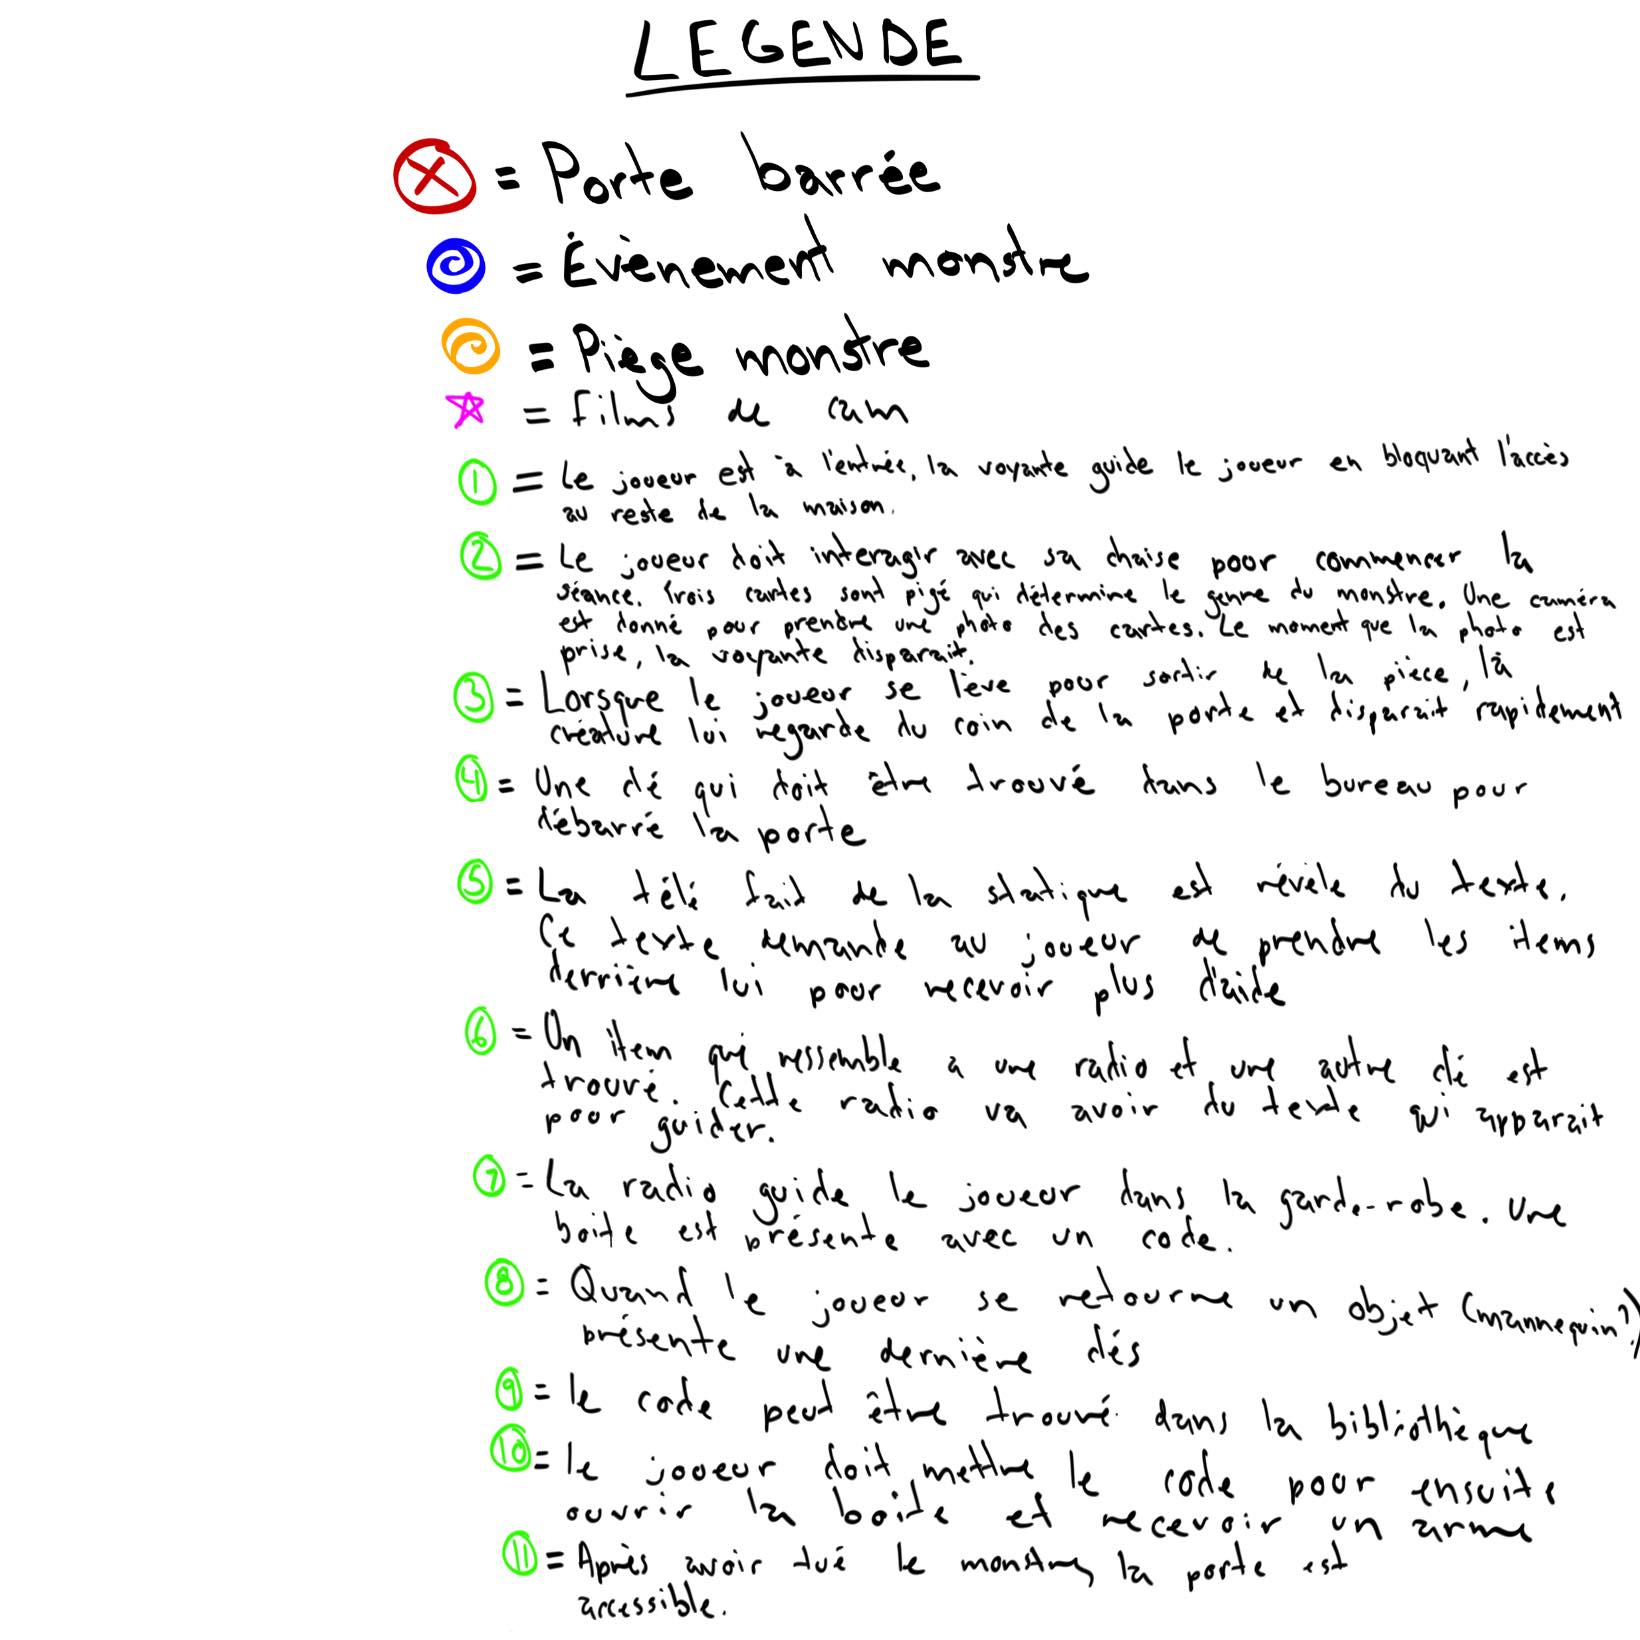 LEGENDE
X = Porte barrée
= Évènement monstre
= Piège monstre
= films de cam
1 = Le joueur est à l'entrée, la voyante guide le joueur en bloquant l'accès
au reste de la maison.
2 = Le joueur doit interagir avec sa chaise pour commencer la
séance. Trois cartes sont pigé qui détermine le genre du monstre. Une caméra
est donné pour prendre une photo des cartes. Le moment que la photo est
prise, la voyante disparait.
3 = Lorsque le joueur se lève pour sortir de la pièce, là
créature lui regarde du coin de la porte et disparait rapidement
4 = Une clé qui doit être trouvé dans le bureau pour
débarré la porte
5 = La télé fait de la statique est révèle du texte.
Ce texte demande au joueur de prendre les items
derrière lui pour recevoir plus d'aide
6 = Un item qui ressemble a une radio et une autre clé est
trouvé. Cette radio va avoir du texte qui apparait
pour guider.
7 = La radio guide le joueur dans la garde-robe. Une
boite est présente avec un code.
8 = Quand le joueur se retourne un objet (mannequin?)
présente une dernière clés
9 = le code peut être trouvé dans la bibliothèque
10 = le joueur doit mettre le code pour ensuite
ouvrir la boite et recevoir un arme
11 = Après avoir tué le monstre, la porte est
accessible.